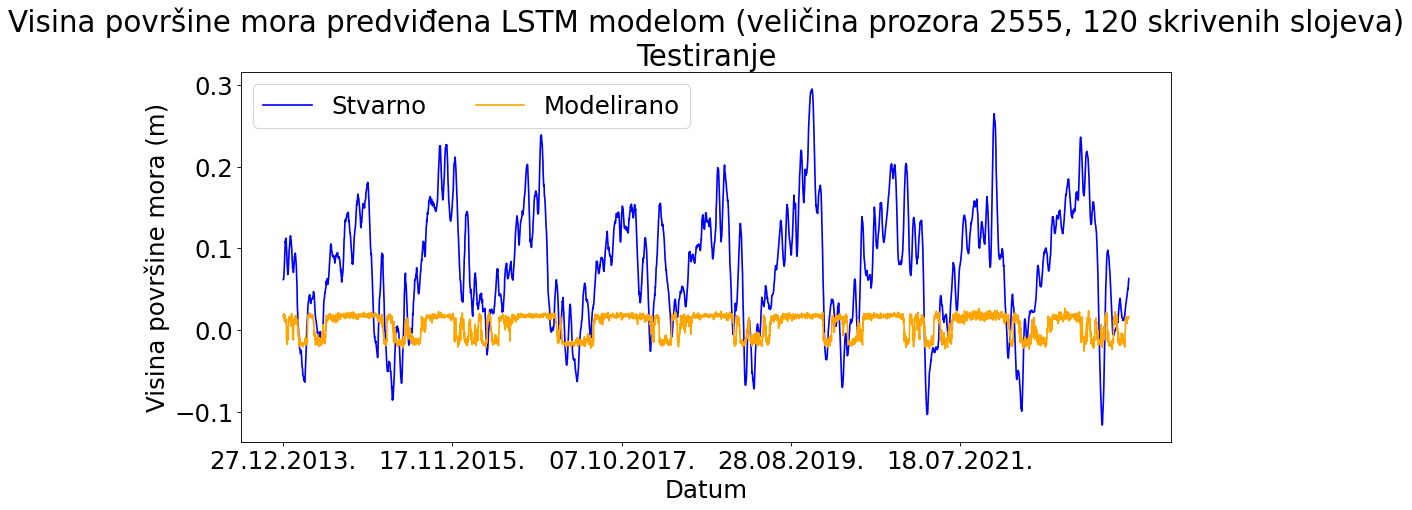 Visina površine mora predviđena LSTM modelom (veličina prozora 2555, 120 skrivenih slojeva)
Testiranje
Stvarno Modelirano
Visina površine mora (m)
0.3
0.2
0.1
0.0
−0.1
27.12.2013. 17.11.2015. 07.10.2017. 28.08.2019. 18.07.2021.
Datum